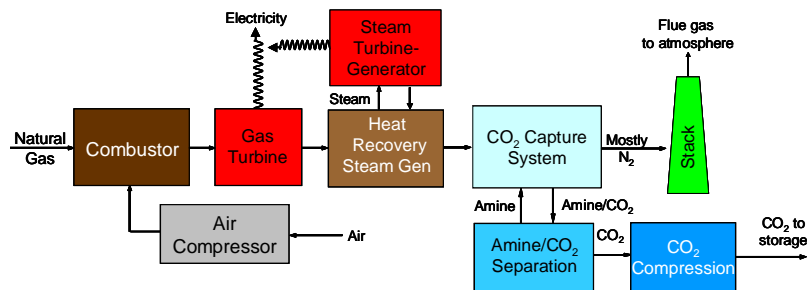 Electricity
Steam
Turbine-
Generator
Flue gas
to atmosphere
Steam
Natural
Gas
Combustor
Gas
Turbine
Heat
Recovery
Steam Gen
CO₂ Capture
System
Mostly
N₂
Stack
Amine
Amine/CO₂
Air
Compressor
Air
Amine/CO₂
Separation
CO₂
CO₂
Compression
CO₂ to
storage